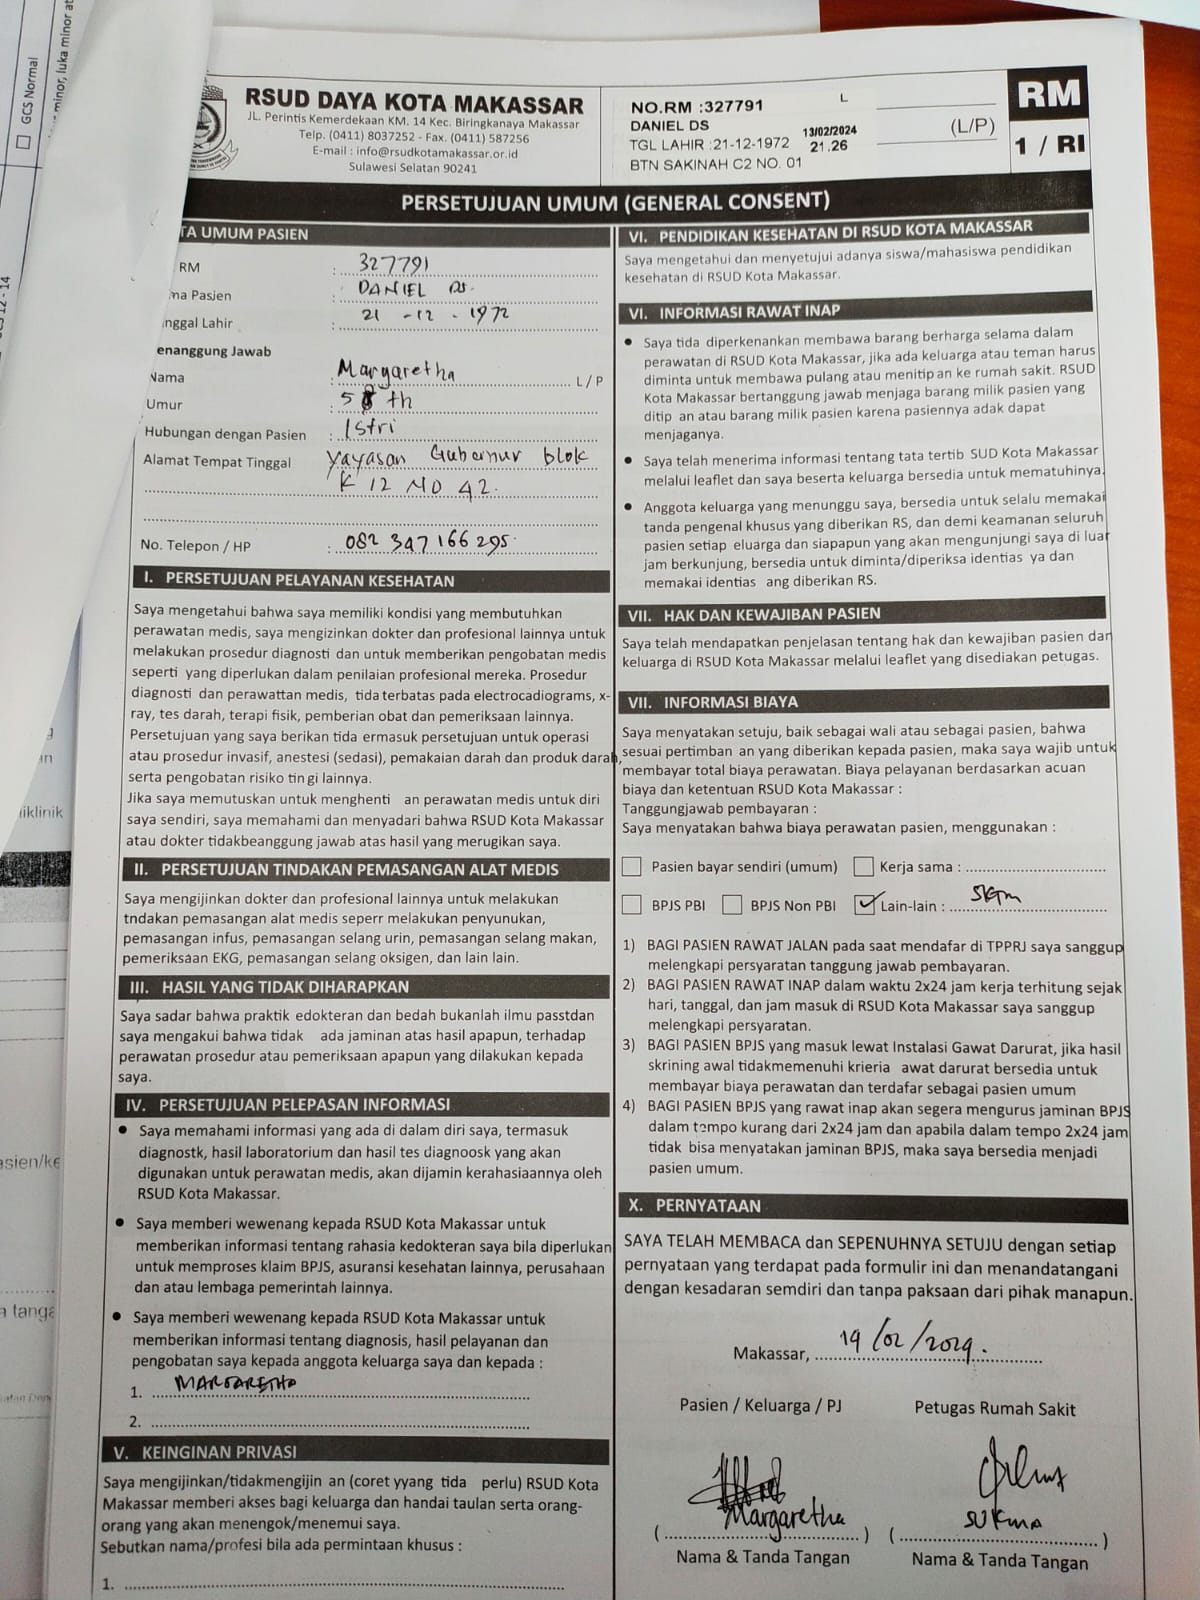 GCS Normal
minor, luka minor at
RSUD DAYA KOTA MAKASSAR
JL. Perintis Kemerdekaan KM. 14 Kec. Biringkanaya Makassar
Telp. (0411) 8037252 - Fax. (0411) 587256
E-mail : info@rsudkotamakassar.or.id
Sulawesi Selatan 90241
NO.RM :327791 L
DANIEL DS
13/02/2024
TGL LAHIR :21-12-1972 21.26
BTN SAKINAH C2 NO. 01
(L/P)
RM
1 / RI
PERSETUJUAN UMUM (GENERAL CONSENT)
TA UMUM PASIEN
RM : 327791
ma Pasien : DANIEL DS.
nggal Lahir : 21 -12 - 1972
enanggung Jawab
Nama : Margaretha L / P
Umur : 5 th
Hubungan dengan Pasien : Istri
Alamat Tempat Tinggal : Yayasan Gubernur blok
K 12 NO 42.
No. Telepon / HP : 082 347 166 295
I. PERSETUJUAN PELAYANAN KESEHATAN
Saya mengetahui bahwa saya memiliki kondisi yang membutuhkan
perawatan medis, saya mengizinkan dokter dan profesional lainnya untuk
melakukan prosedur diagnosti dan untuk memberikan pengobatan medis
seperti yang diperlukan dalam penilaian profesional mereka. Prosedur
diagnosti dan perawattan medis, tida terbatas pada electrocadiograms, x-
ray, tes darah, terapi fisik, pemberian obat dan pemeriksaan lainnya.
Persetujuan yang saya berikan tida ermasuk persetujuan untuk operasi
atau prosedur invasif, anestesi (sedasi), pemakaian darah dan produk darah,
serta pengobatan risiko tin gi lainnya.
Jika saya memutuskan untuk menghenti an perawatan medis untuk diri
saya sendiri, saya memahami dan menyadari bahwa RSUD Kota Makassar
atau dokter tidakbeanggung jawab atas hasil yang merugikan saya.
II. PERSETUJUAN TINDAKAN PEMASANGAN ALAT MEDIS
Saya mengijinkan dokter dan profesional lainnya untuk melakukan
tndakan pemasangan alat medis seperr melakukan penyunukan,
pemasangan infus, pemasangan selang urin, pemasangan selang makan,
pemeriksaan EKG, pemasangan selang oksigen, dan lain lain.
III. HASIL YANG TIDAK DIHARAPKAN
Saya sadar bahwa praktik edokteran dan bedah bukanlah ilmu passtdan
saya mengakui bahwa tidak ada jaminan atas hasil apapun, terhadap
perawatan prosedur atau pemeriksaan apapun yang dilakukan kepada
saya.
IV. PERSETUJUAN PELEPASAN INFORMASI
• Saya memahami informasi yang ada di dalam diri saya, termasuk
diagnostk, hasil laboratorium dan hasil tes diagnoosk yang akan
digunakan untuk perawatan medis, akan dijamin kerahasiaannya oleh
RSUD Kota Makassar.
• Saya memberi wewenang kepada RSUD Kota Makassar untuk
memberikan informasi tentang rahasia kedokteran saya bila diperlukan
untuk memproses klaim BPJS, asuransi kesehatan lainnya, perusahaan
dan atau lembaga pemerintah lainnya.
• Saya memberi wewenang kepada RSUD Kota Makassar untuk
memberikan informasi tentang diagnosis, hasil pelayanan dan
pengobatan saya kepada anggota keluarga saya dan kepada :
1. MARGARETHA
2.
V. KEINGINAN PRIVASI
Saya mengijinkan/tidakmengijin an (coret yyang tida perlu) RSUD Kota
Makassar memberi akses bagi keluarga dan handai taulan serta orang-
orang yang akan menengok/menemui saya.
Sebutkan nama/profesi bila ada permintaan khusus :
1.
VI. PENDIDIKAN KESEHATAN DI RSUD KOTA MAKASSAR
Saya mengetahui dan menyetujui adanya siswa/mahasiswa pendidikan
kesehatan di RSUD Kota Makassar.
VI. INFORMASI RAWAT INAP
• Saya tida diperkenankan membawa barang berharga selama dalam
perawatan di RSUD Kota Makassar, jika ada keluarga atau teman harus
diminta untuk membawa pulang atau menitip an ke rumah sakit. RSUD
Kota Makassar bertanggung jawab menjaga barang milik pasien yang
ditip an atau barang milik pasien karena pasiennya adak dapat
menjaganya.
• Saya telah menerima informasi tentang tata tertib SUD Kota Makassar
melalui leaflet dan saya beserta keluarga bersedia untuk mematuhinya.
• Anggota keluarga yang menunggu saya, bersedia untuk selalu memakai
tanda pengenal khusus yang diberikan RS, dan demi keamanan seluruh
pasien setiap eluarga dan siapapun yang akan mengunjungi saya di luar
jam berkunjung, bersedia untuk diminta/diperiksa identias ya dan
memakai identias ang diberikan RS.
VII. HAK DAN KEWAJIBAN PASIEN
Saya telah mendapatkan penjelasan tentang hak dan kewajiban pasien dan
keluarga di RSUD Kota Makassar melalui leaflet yang disediakan petugas.
VII. INFORMASI BIAYA
Saya menyatakan setuju, baik sebagai wali atau sebagai pasien, bahwa
sesuai pertimban an yang diberikan kepada pasien, maka saya wajib untuk
membayar total biaya perawatan. Biaya pelayanan berdasarkan acuan
biaya dan ketentuan RSUD Kota Makassar :
Tanggungjawab pembayaran :
Saya menyatakan bahwa biaya perawatan pasien, menggunakan :
Pasien bayar sendiri (umum) Kerja sama :
BPJS PBI BPJS Non PBI ✓ Lain-lain : SKTM
1) BAGI PASIEN RAWAT JALAN pada saat mendafar di TPPRJ saya sanggup
melengkapi persyaratan tanggung jawab pembayaran.
2) BAGI PASIEN RAWAT INAP dalam waktu 2x24 jam kerja terhitung sejak
hari, tanggal, dan jam masuk di RSUD Kota Makassar saya sanggup
melengkapi persyaratan.
3) BAGI PASIEN BPJS yang masuk lewat Instalasi Gawat Darurat, jika hasil
skrining awal tidakmemenuhi krieria awat darurat bersedia untuk
membayar biaya perawatan dan terdafar sebagai pasien umum
4) BAGI PASIEN BPJS yang rawat inap akan segera mengurus jaminan BPJS
dalam tempo kurang dari 2x24 jam dan apabila dalam tempo 2x24 jam
tidak bisa menyatakan jaminan BPJS, maka saya bersedia menjadi
pasien umum.
X. PERNYATAAN
SAYA TELAH MEMBACA dan SEPENUHNYA SETUJU dengan setiap
pernyataan yang terdapat pada formulir ini dan menandatangani
dengan kesadaran semdiri dan tanpa paksaan dari pihak manapun.
Makassar, 19/02/2029.
Pasien / Keluarga / PJ Petugas Rumah Sakit
(Margaretha) (SUKMA)
Nama & Tanda Tangan Nama & Tanda Tangan